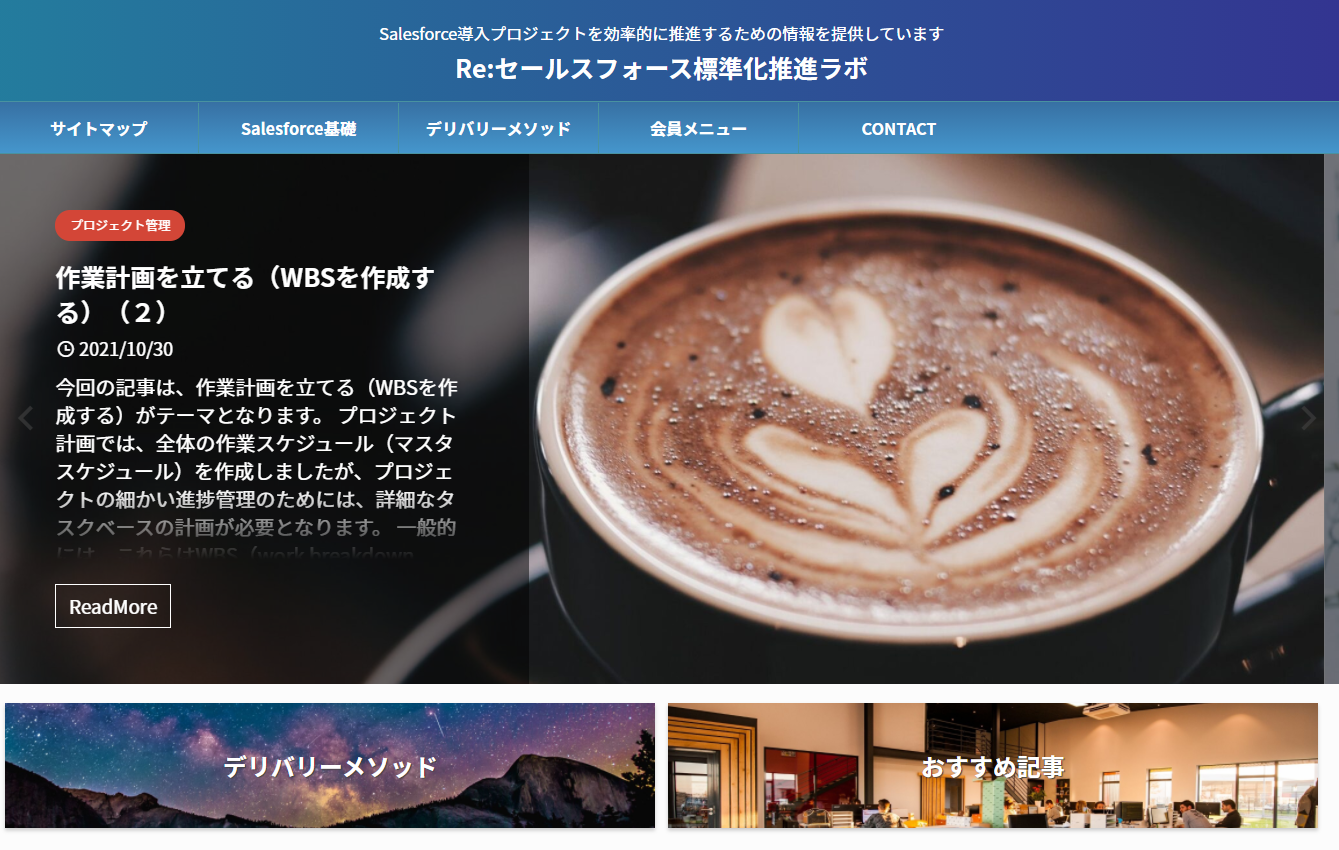 Salesforce導入プロジェクトを効率的に推進するための情報を提供しています
Re:セールスフォース標準化推進ラボ
サイトマップ
Salesforce基礎
デリバリーメソッド
会員メニュー
CONTACT
プロジェクト管理
作業計画を立てる（WBSを作成す
る）（２）
2021/10/30
今回の記事は、作業計画を立てる（WBSを作
成する）がテーマとなります。 プロジェクト
計画では、全体の作業スケジュール（マスタ
スケジュール）を作成しましたが、プロジェ
クトの細かい進捗管理のためには、詳細なタ
スクベースの計画が必要となります。 一般的
には、これらはWBS（work breakdown
ReadMore
デリバリーメソッド
おすすめ記事